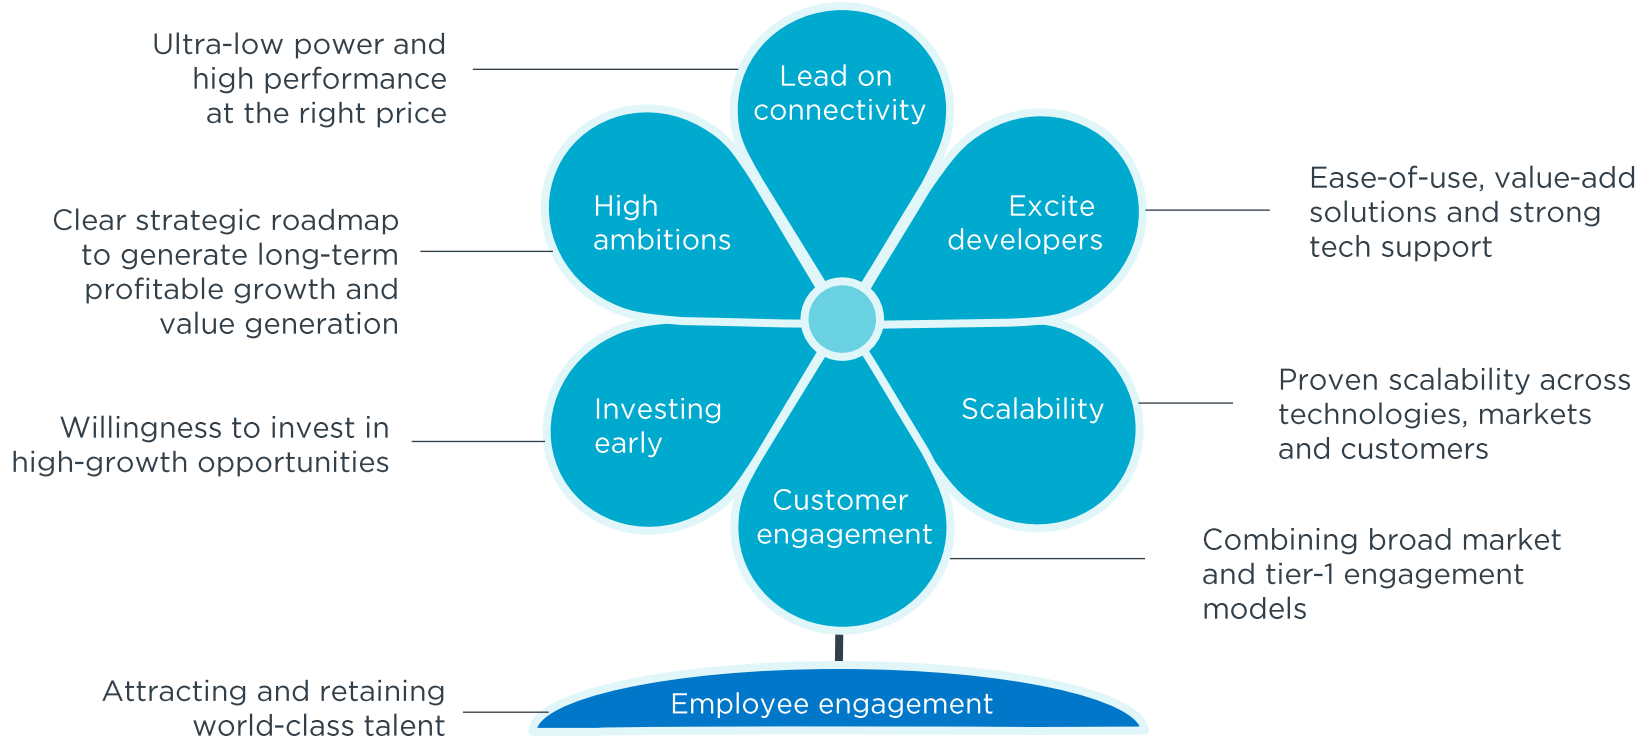 Ultra-low power and
high performance
at the right price
Lead on
connectivity
High
ambitions
Excite
developers
Ease-of-use, value-add
solutions and strong
tech support
Clear strategic roadmap
to generate long-term
profitable growth and
value generation
Investing
early
Scalability
Proven scalability across
technologies, markets
and customers
Willingness to invest in
high-growth opportunities
Customer
engagement
Combining broad market
and tier-1 engagement
models
Attracting and retaining
world-class talent
Employee engagement